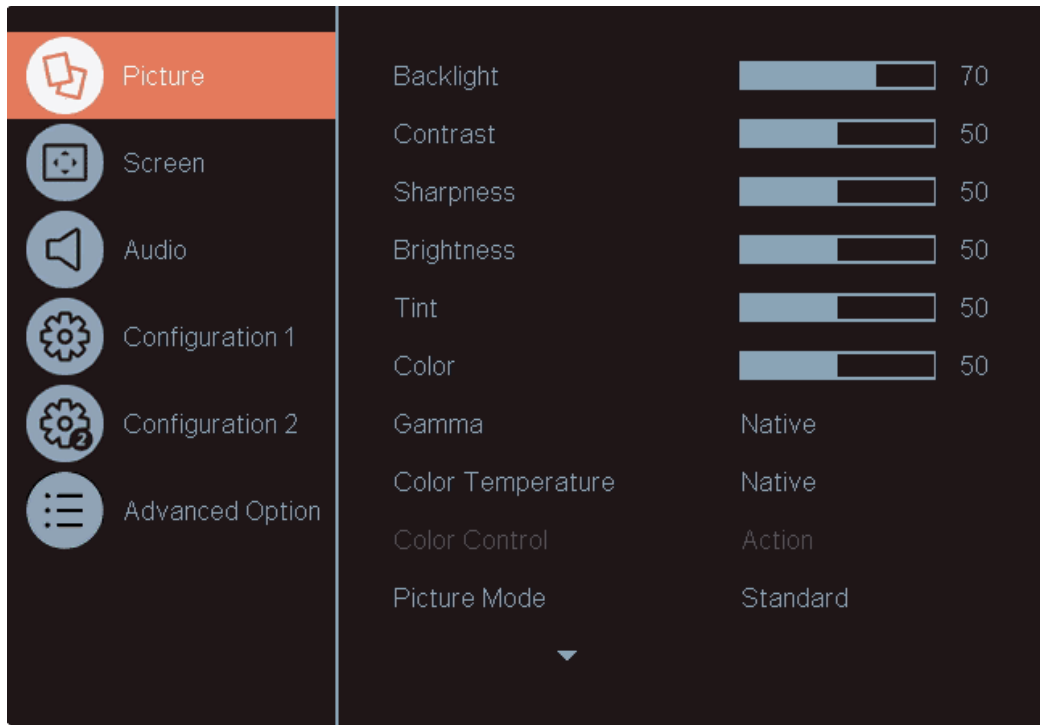 Picture
Screen
Audio
Configuration 1
Configuration 2
2
Advanced Option
Backlight 70
Contrast 50
Sharpness 50
Brightness 50
Tint 50
Color 50
Gamma Native
Color Temperature Native
Color Control Action
Picture Mode Standard